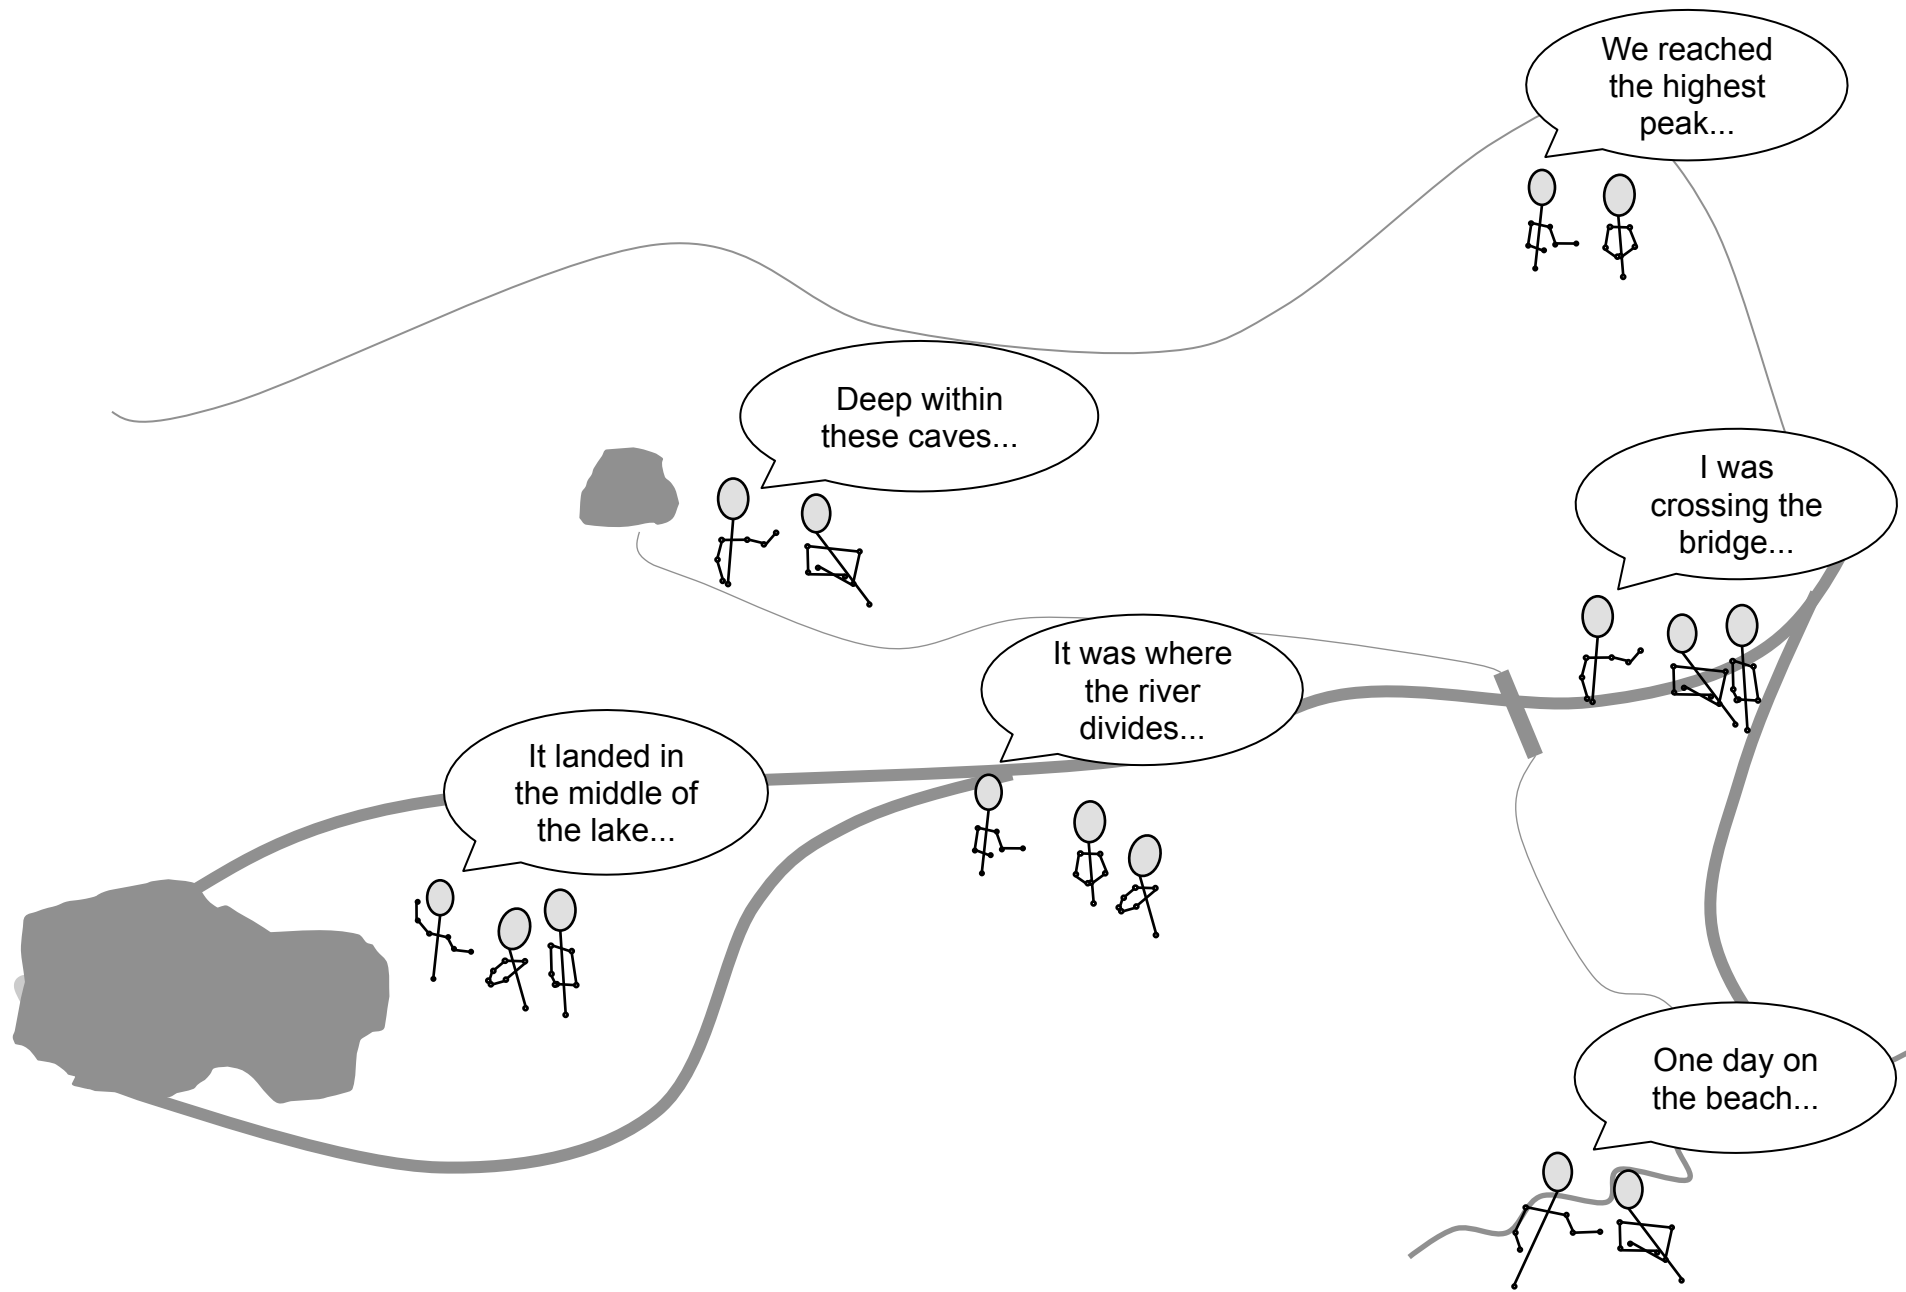 We reached
the highest
peak...
Deep within
these caves...
I was
crossing the
bridge...
It was where
the river
divides...
It landed in
the middle of
the lake...
One day on
the beach...